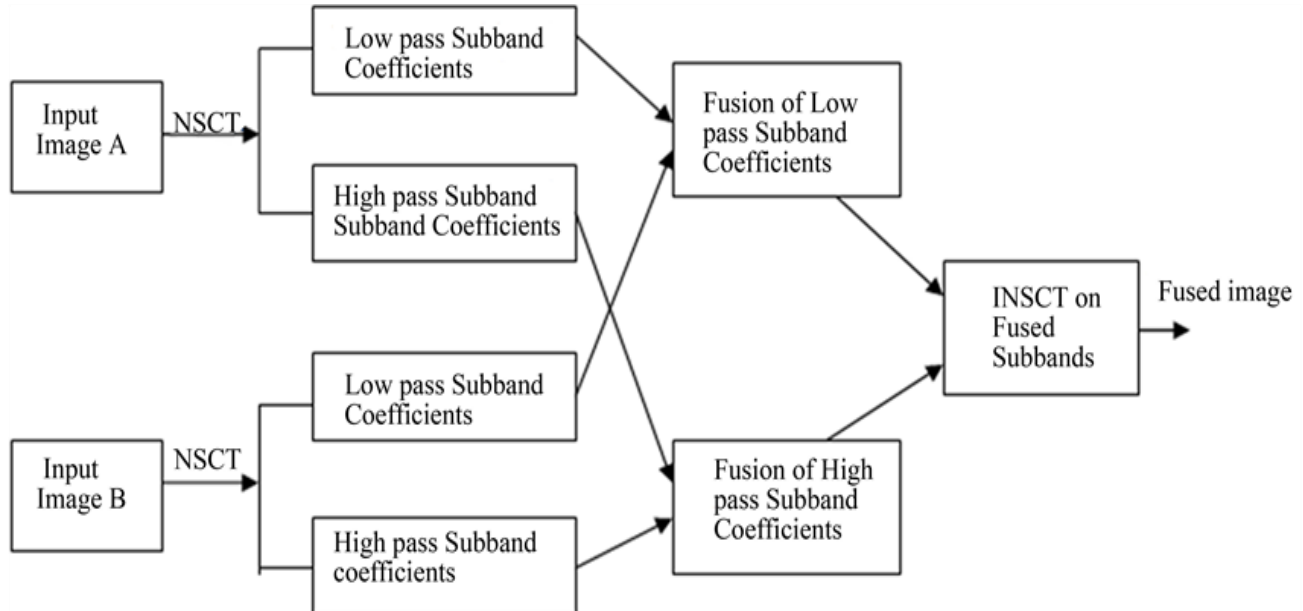 Input
Image A
NSCT
Low pass Subband
Coefficients
High pass Subband
Subband Coefficients
Fusion of Low
pass Subband
Coefficients
INSCT on
Fused
Subbands
Fused image
Input
Image B
NSCT
Low pass Subband
Coefficients
High pass Subband
coefficients
Fusion of High
pass Subband
Coefficients